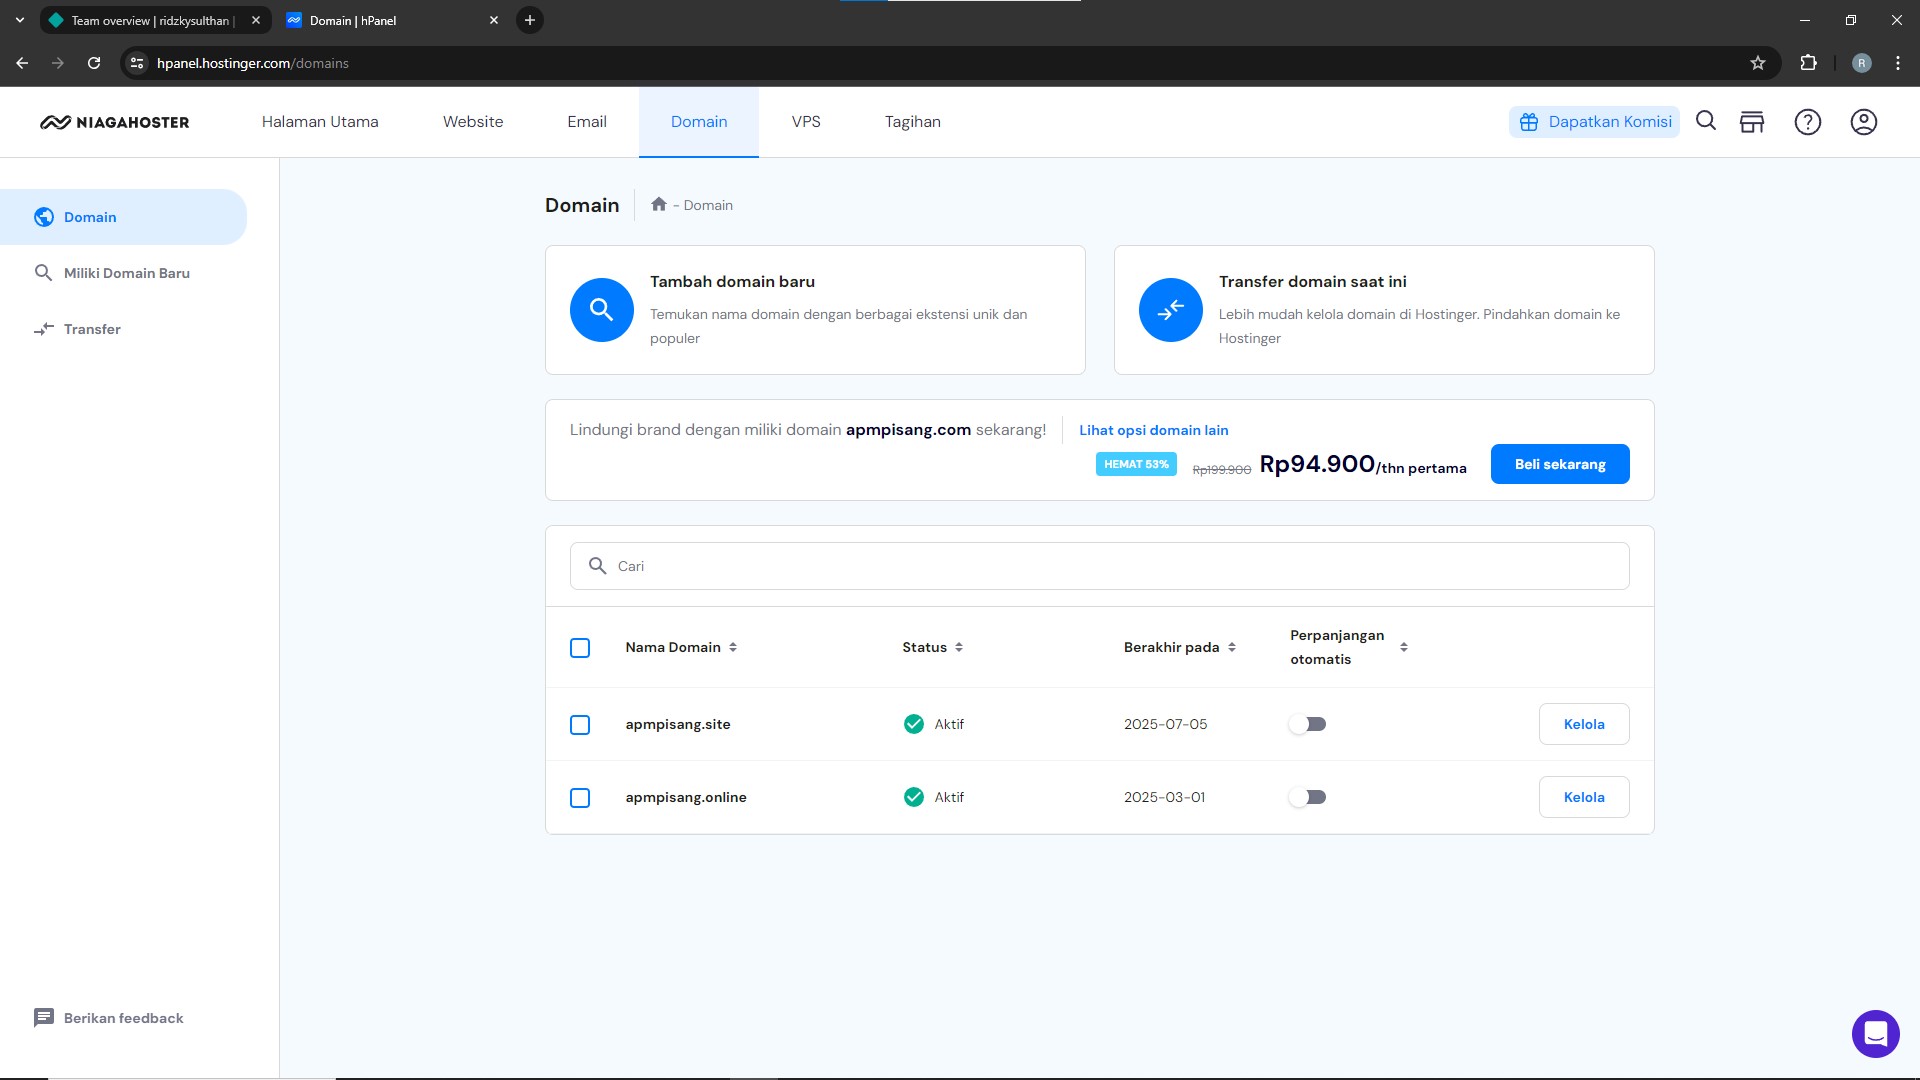 Team overview | ridzkysulthan |
Domain | hPanel
hpanel.hostinger.com/domains
R
NIAGAHOSTER
Halaman Utama
Website
Email
Domain
VPS
Tagihan
Dapatkan Komisi
Domain
Miliki Domain Baru
Transfer
Domain
- Domain
Tambah domain baru
Temukan nama domain dengan berbagai ekstensi unik dan
populer
Transfer domain saat ini
Lebih mudah kelola domain di Hostinger. Pindahkan domain ke
Hostinger
Lindungi brand dengan miliki domain apmpisang.com sekarang!
Lihat opsi domain lain
HEMAT 53%
Rp199.900
Rp94.900/thn pertama
Beli sekarang
Cari
Nama Domain
Status
Berakhir pada
Perpanjangan
otomatis
apmpisang.site
Aktif
2025-07-05
Kelola
apmpisang.online
Aktif
2025-03-01
Kelola
Berikan feedback